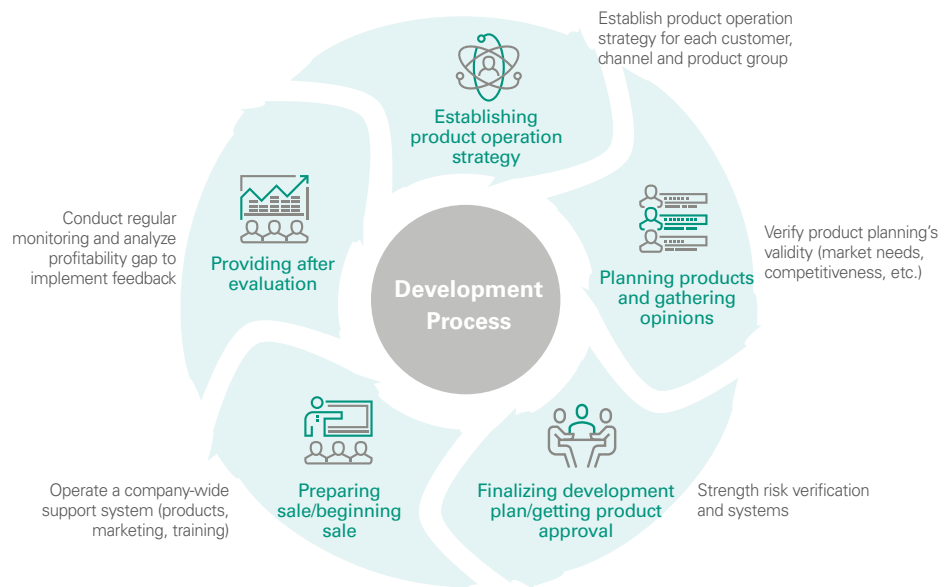 Establish product operation
strategy for each customer,
channel and product group
Establishing
product operation
strategy
Verify product planning's
validity (market needs,
competitiveness, etc.)
Planning products
and gathering
opinions
Strength risk verification
and systems
Finalizing development
plan/getting product
approval
Operate a company-wide
support system (products,
marketing, training)
Preparing
sale/beginning
sale
Conduct regular
monitoring and analyze
profitability gap to
implement feedback
Providing after
evaluation
Development
Process